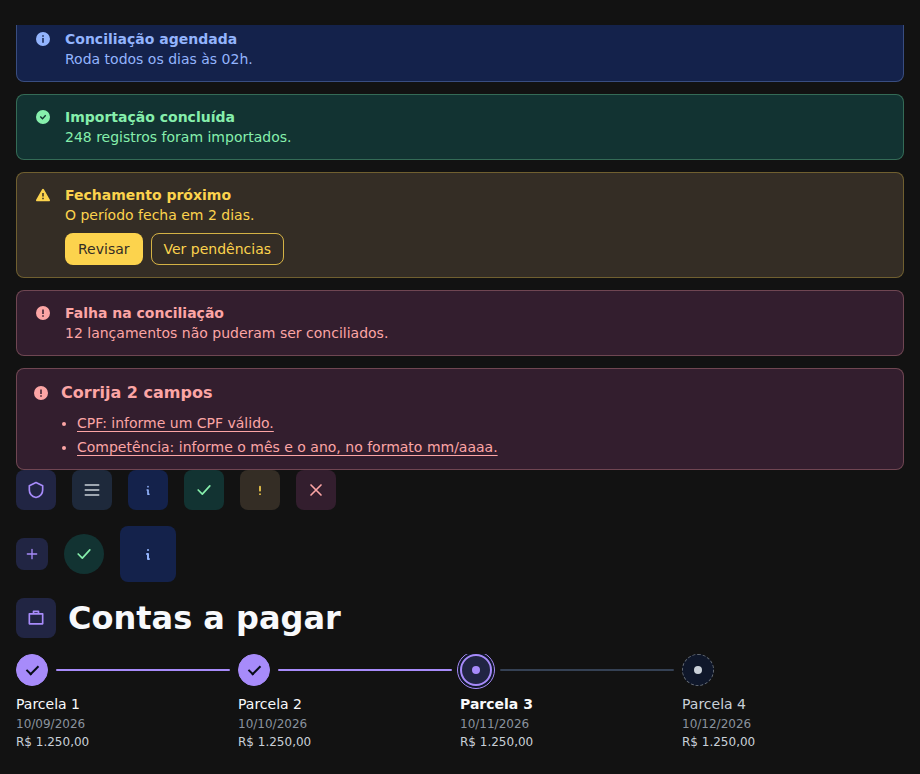 Conciliação agendada
Roda todos os dias às 02h.
Importação concluída
248 registros foram importados.
Fechamento próximo
O período fecha em 2 dias.
Revisar
Ver pendências
Falha na conciliação
12 lançamentos não puderam ser conciliados.
Corrija 2 campos
CPF: informe um CPF válido.
Competência: informe o mês e o ano, no formato mm/aaaa.
Contas a pagar
Parcela 1
10/09/2026
R$ 1.250,00
Parcela 2
10/10/2026
R$ 1.250,00
Parcela 3
10/11/2026
R$ 1.250,00
Parcela 4
10/12/2026
R$ 1.250,00